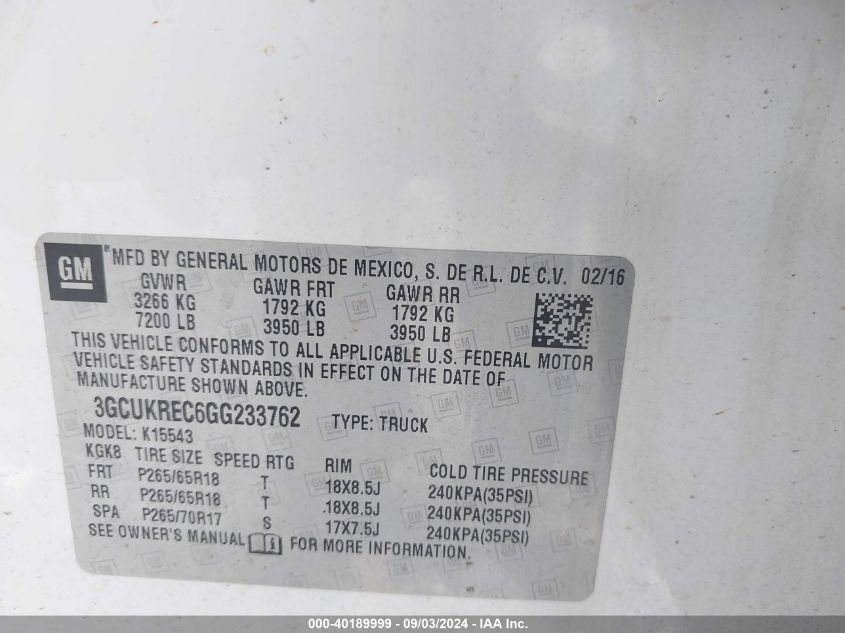 GM ® MFD BY GENERAL MOTORS DE MEXICO, S. DE R.L. DE C.V. 02/16
GVWR GAWR FRT GAWR RR
3266 KG 1792 KG 1792 KG
7200 LB 3950 LB 3950 LB
THIS VEHICLE CONFORMS TO ALL APPLICABLE U.S. FEDERAL MOTOR
VEHICLE SAFETY STANDARDS IN EFFECT ON THE DATE OF
MANUFACTURE SHOWN ABOVE.
3GCUKREC6GG233762 TYPE: TRUCK
MODEL: K15543
KGK8 TIRE SIZE SPEED RTG RIM COLD TIRE PRESSURE
FRT P265/65R18 T 18X8.5J 240KPA(35PSI)
RR P265/65R18 T 18X8.5J 240KPA(35PSI)
SPA P265/70R17 S 17X7.5J 240KPA(35PSI)
SEE OWNER'S MANUAL i FOR MORE INFORMATION.
000-40189999 - 09/03/2024 - IAA Inc.